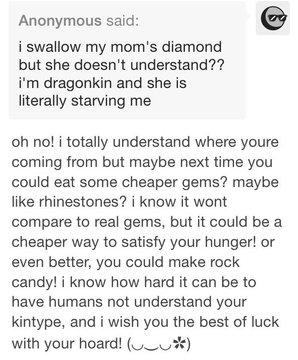 Anonymous said:
i swallow my mom's diamond
but she doesn't understand??
i'm dragonkin and she is
literally starving me
oh no! i totally understand where youre
coming from but maybe next time you
could eat some cheaper gems? maybe
like rhinestones? i know it wont
compare to real gems, but it could be a
cheaper way to satisfy your hunger! or
even better, you could make rock
candy! i know how hard it can be to
have humans not understand your
kintype, and i wish you the best of luck
with your hoard! (◡‿◡✽)